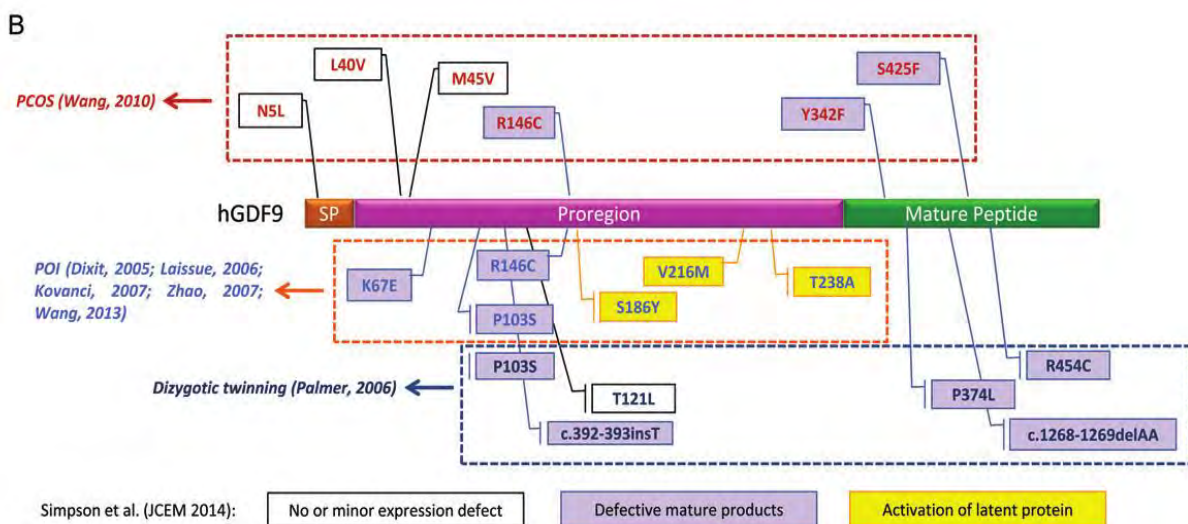 B
L40V
S425F
M45V
PCOS (Wang, 2010)
N5L
Y342F
R146C
hGDF9
SP
Proregion
Mature Peptide
POI (Dixit, 2005; Laissue, 2006;
Kovanci, 2007; Zhao, 2007;
Wang, 2013)
K67E
R146C
V216M
T238A
S186Y
P103S
P103S
R454C
Dizygotic twinning (Palmer, 2006)
T121L
P374L
c.392-393insT
c.1268-1269delAA
Simpson et al. (JCEM 2014):
No or minor expression defect
Defective mature products
Activation of latent protein